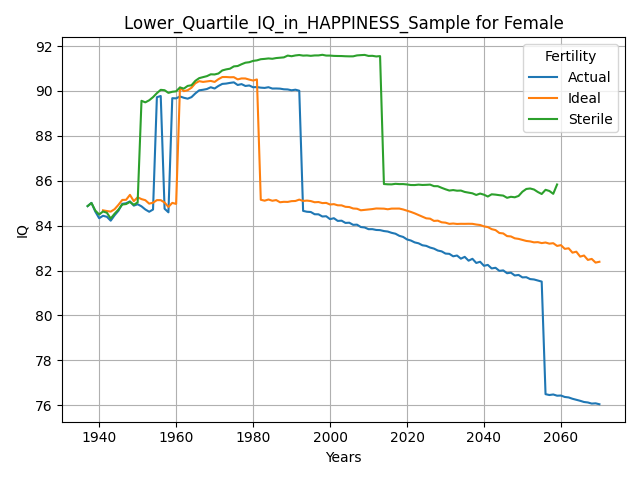 Lower_Quartile_IQ_in_HAPPINESS_Sample for Female
Fertility
Actual
Ideal
Sterile
IQ
92
90
88
86
84
82
80
78
76
1940 1960 1980 2000 2020 2040 2060
Years